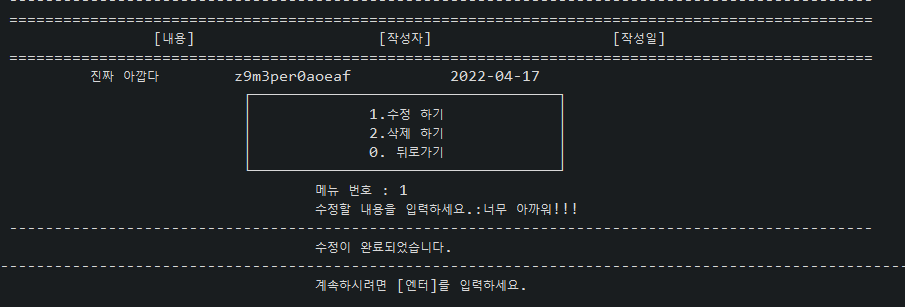 [내용] [작성자] [작성일]
진짜 아깝다 z9m3per0aoeaf 2022-04-17
1.수정 하기
2.삭제 하기
0. 뒤로가기
메뉴 번호 : 1
수정할 내용을 입력하세요.:너무 아까워!!!
수정이 완료되었습니다.
계속하시려면 [엔터]를 입력하세요.